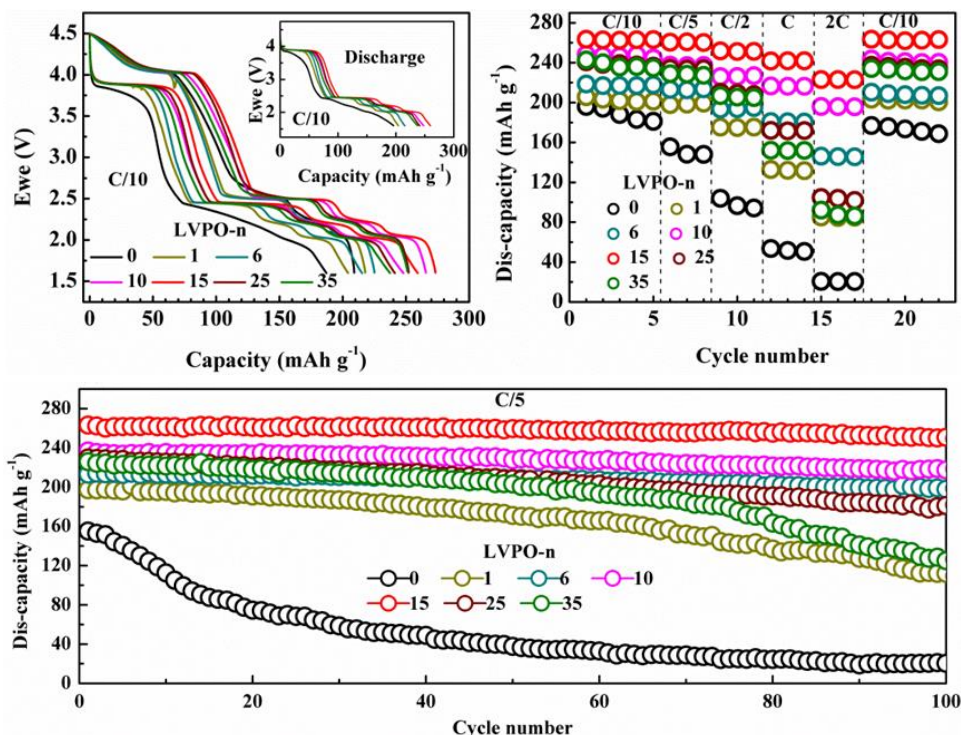 Ewe (V)
4.5
4.0
3.5
3.0
2.5
2.0
1.5
C/10
LVPO-n
0 1 6
10 15 25 35
0 50 100 150 200 250 300
Capacity (mAh g-1)
Ewe (V)
4
3
2
Discharge
C/10
0 100 200 300
Capacity (mAh g-1)
Dis-capacity (mAh g-1)
280
240
200
160
120
80
40
0
C/10 C/5 C/2 C 2C C/10
LVPO-n
0 1
6 10
15 25
35
0 5 10 15 20
Cycle number
Dis-capacity (mAh g-1)
280
240
200
160
120
80
40
0
C/5
LVPO-n
0 1 6 10
15 25 35
0 20 40 60 80 100
Cycle number